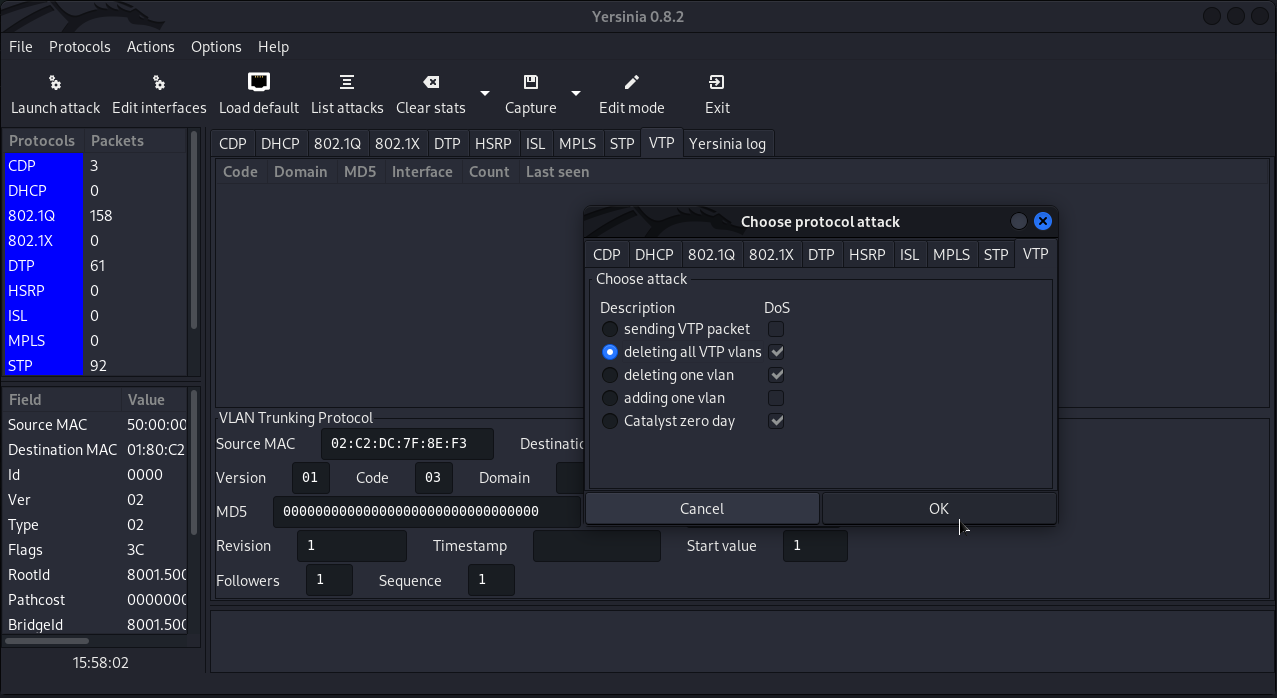 Yersinia 0.8.2
File Protocols Actions Options Help
Launch attack Edit interfaces Load default List attacks Clear stats Capture Edit mode Exit
Protocols Packets
CDP 3
DHCP 0
802.1Q 158
802.1X 0
DTP 61
HSRP 0
ISL 0
MPLS 0
STP 92
Field Value
Source MAC 50:00:00
Destination MAC 01:80:C2
Id 0000
Ver 02
Type 02
Flags 3C
RootId 8001.500
Pathcost 0000000
BridgeId 8001.500
15:58:02
CDP DHCP 802.1Q 802.1X DTP HSRP ISL MPLS STP VTP Yersinia log
Code Domain MD5 Interface Count Last seen
VLAN Trunking Protocol
Source MAC 02:C2:DC:7F:8E:F3 Destinatio
Version 01 Code 03 Domain
MD5 00000000000000000000000000000000
Revision 1 Timestamp Start value 1
Followers 1 Sequence 1
Choose protocol attack
CDP DHCP 802.1Q 802.1X DTP HSRP ISL MPLS STP VTP
Choose attack
Description DoS
sending VTP packet
deleting all VTP vlans
deleting one vlan
adding one vlan
Catalyst zero day
Cancel OK